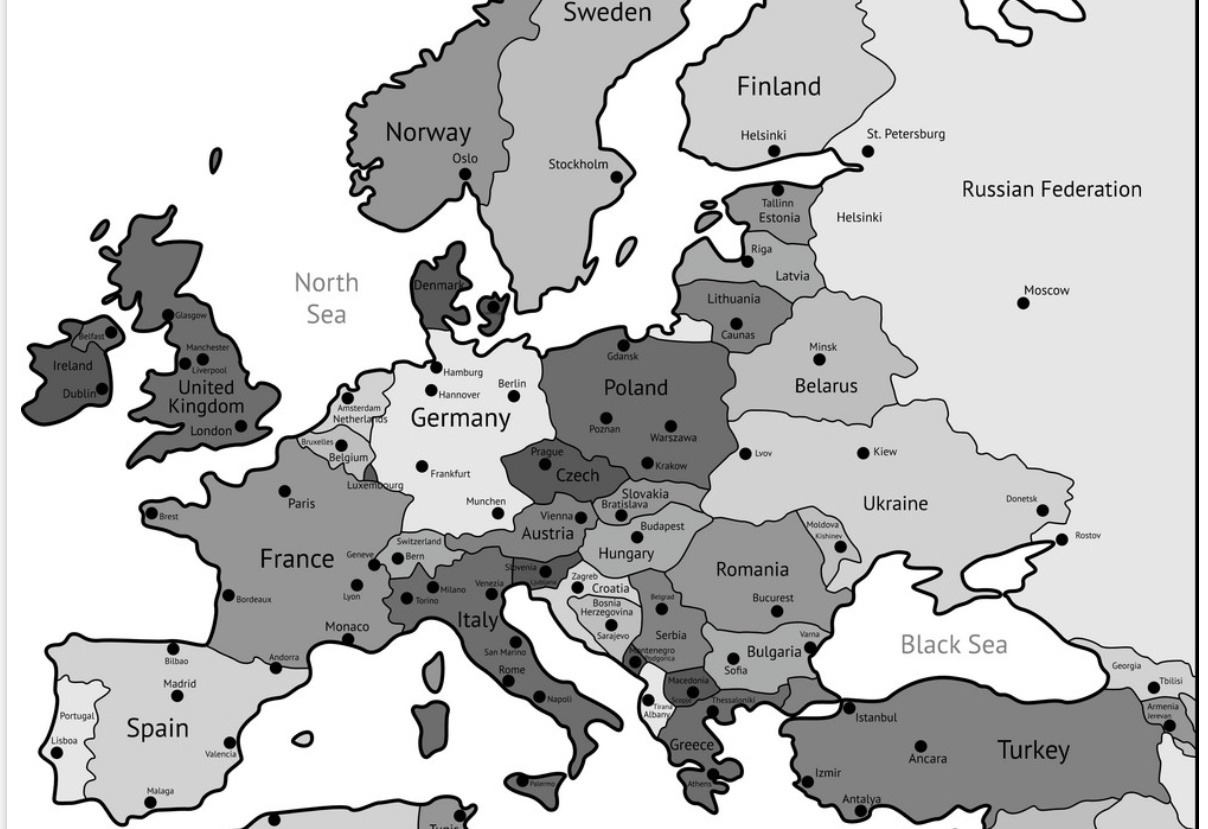 Sweden
Finland
Norway
Helsinki
St. Petersburg
Oslo
Stockholm
Russian Federation
Tallinn
Estonia
Helsinki
Riga
Latvia
North
Sea
Denmark
Lithuania
Moscow
Glasgow
Caunas
Belfast
Manchester
Minsk
Gdansk
Ireland
Liverpool
Hamburg
Berlin
Poland
Belarus
United
Kingdom
Dublin
Hannover
Amsterdam
Netherlands
Germany
London
Poznan
Warszawa
Bruxelles
Belgium
Prague
Lvov
Kiew
Krakow
Frankfurt
Czech
Luxembourg
Slovakia
Bratislava
Paris
Munchen
Ukraine
Donetsk
Brest
Vienna
Budapest
Moldova
Kishinev
Austria
Rostov
Switzerland
Geneve
Bern
Hungary
France
Slovenia
Ljubljana
Romania
Zagreb
Croatia
Venezia
Milano
Lyon
Torino
Bordeaux
Belgrad
Bosnia
Herzegovina
Bucurest
Italy
Monaco
Sarajevo
Serbia
Varna
Black Sea
San Marino
Montenegro
Podgorica
Bulgaria
Bilbao
Andorra
Sofia
Georgia
Rome
Macedonia
Tbilisi
Madrid
Napoli
Skopje
Thessaloniki
Tirana
Albany
Armenia
Jerevan
Portugal
Istanbul
Spain
Lisboa
Greece
Turkey
Valencia
Ancara
Izmir
Palermo
Athens
Malaga
Antalya
Tunis